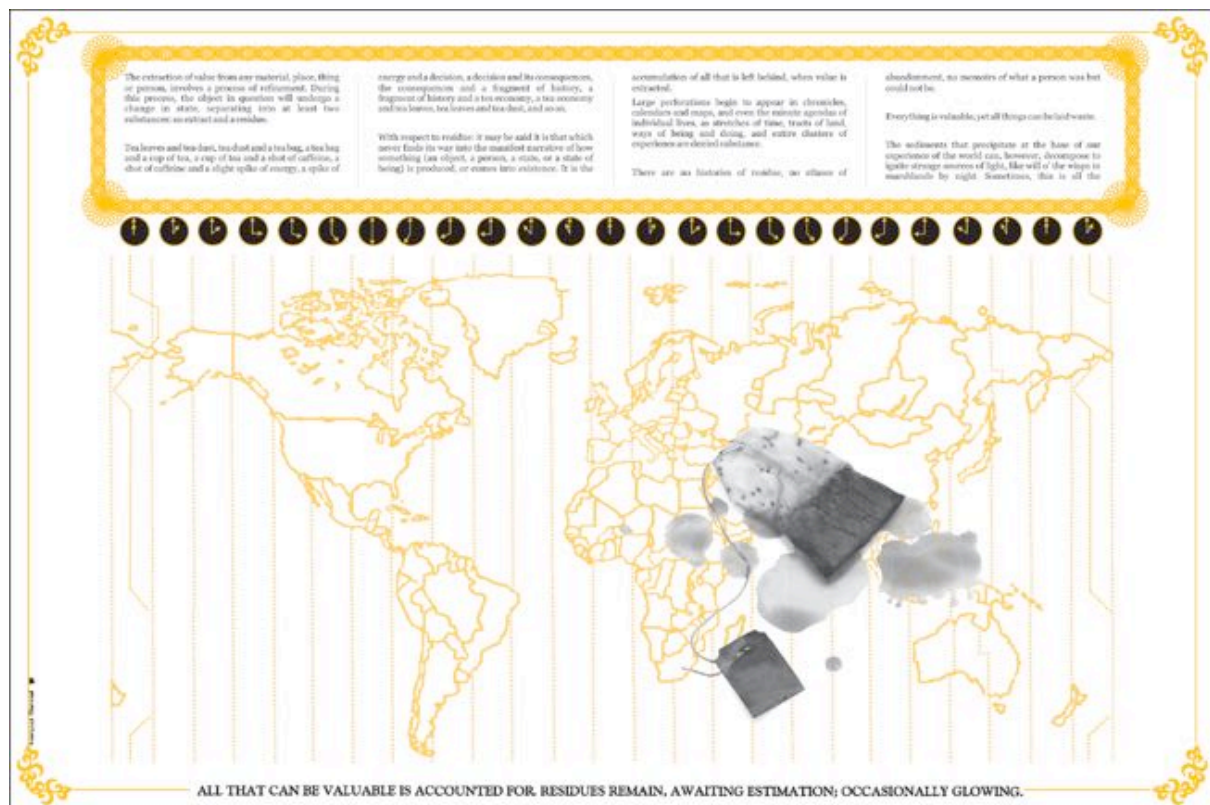 The extraction of value from any material, place, thing
or person, involves a process of refinement. During
this process, the object in question will undergo a
change in state, separating into at least two
substances: an extract and a residue.
Tea leaves and tea dust, tea dust and a tea bag, a tea bag
and a cup of tea, a cup of tea and a shot of caffeine, a
shot of caffeine and a slight spike of energy, a spike of
energy and a decision, a decision and its consequences,
the consequences and a fragment of history, a
fragment of history and a tea economy, a tea economy
and tea leaves, tea leaves and tea dust, and so on.
With respect to residue: it may be said it is that which
never finds its way into the manifest narrative of how
something (an object, a person, a state, or a state of
being) is produced, or comes into existence. It is the
accumulation of all that is left behind, when value is
extracted.
Large perforations begin to appear in chronicles,
calendars and maps, and even the minute agendas of
individual lives, as stretches of time, tracts of land,
ways of being and doing, and entire clusters of
experience are denied substance.
There are no histories of residue, no atlases of
abandonment, no memoirs of what a person was but
could not be.
Everything is valuable; yet all things can be laid waste.
The sediments that precipitate at the base of our
experience of the world can, however, decompose to
ignite strange sources of light, like will o' the wisps in
marshlands by night. Sometimes, this is all the
ALL THAT CAN BE VALUABLE IS ACCOUNTED FOR. RESIDUES REMAIN, AWAITING ESTIMATION; OCCASIONALLY GLOWING.